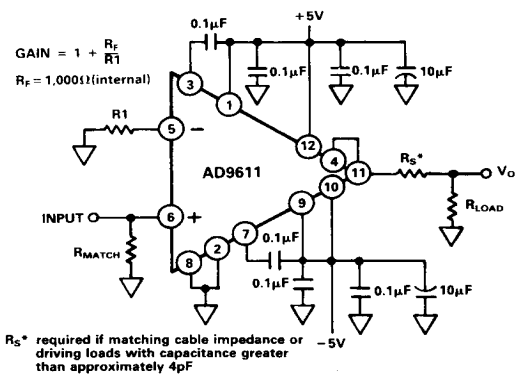 +5V
0.1μF
GAIN = 1 + RF/R1
RF = 1,000Ω (internal)
0.1μF
0.1μF
10μF
3
1
R1
5
−
12
4
11
RS*
VO
AD9611
10
9
RLOAD
INPUT
6
+
RMATCH
7
2
8
0.1μF
0.1μF
0.1μF
10μF
−5V
RS* required if matching cable impedance or
driving loads with capacitance greater
than approximately 4pF